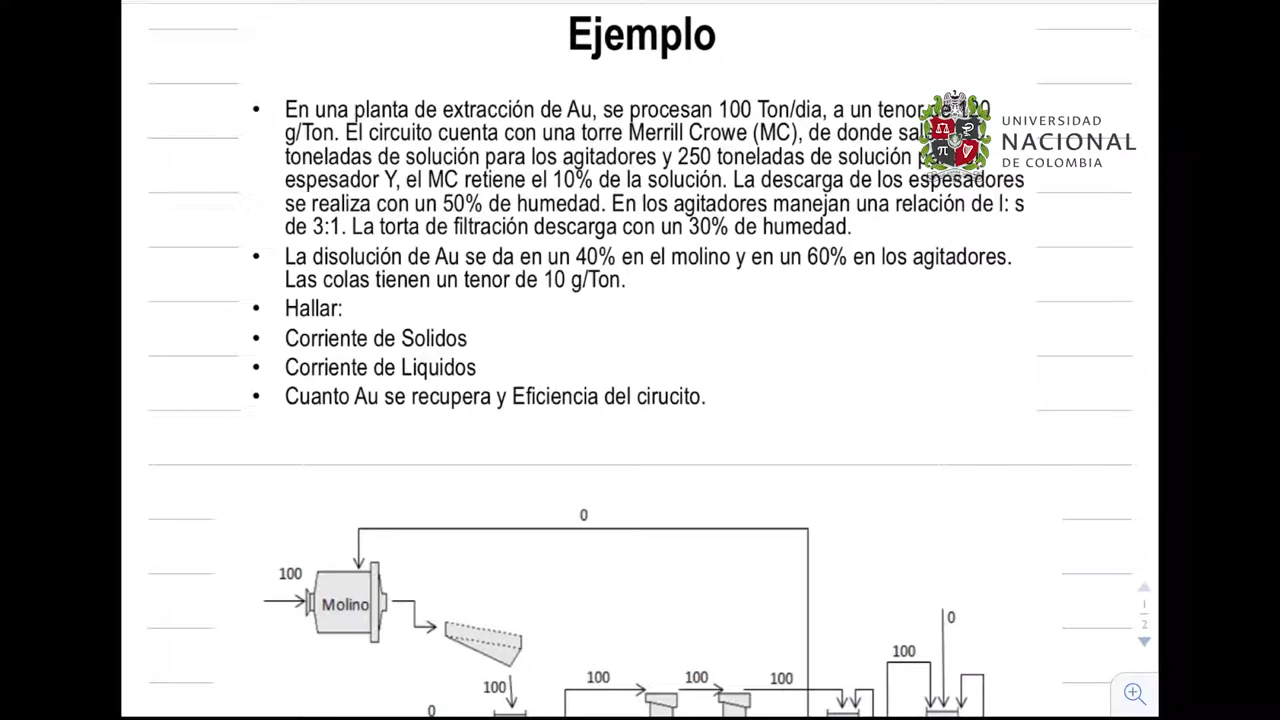 Ejemplo
• En una planta de extracción de Au, se procesan 100 Ton/dia, a un tenor
g/Ton. El circuito cuenta con una torre Merrill Crowe (MC), de donde
toneladas de solución para los agitadores y 250 toneladas de solución
espesador Y, el MC retiene el 10% de la solución. La descarga de los espesadores
se realiza con un 50% de humedad. En los agitadores manejan una relación de l: s
de 3:1. La torta de filtración descarga con un 30% de humedad.
• La disolución de Au se da en un 40% en el molino y en un 60% en los agitadores.
Las colas tienen un tenor de 10 g/Ton.
• Hallar:
• Corriente de Solidos
• Corriente de Liquidos
• Cuanto Au se recupera y Eficiencia del cirucito.
UNIVERSIDAD
NACIONAL
DE COLOMBIA
0
100
Molino
0
100
100
100
100
100
0
1
2